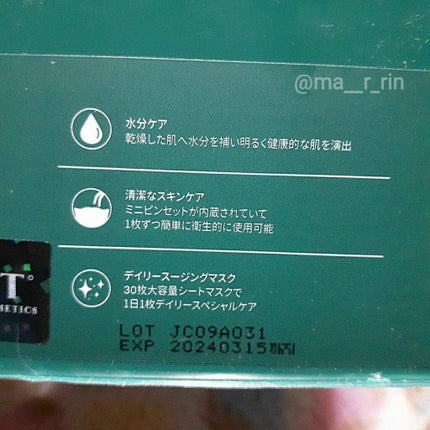 @ma__r_rin
水分ケア
乾燥した肌へ水分を補い明るく健康的な肌を演出
清潔なスキンケア
ミニピンセットが内蔵されていて
1枚ずつ簡単に衛生的に使用可能
デイリースージングマスク
30枚大容量シートマスクで
1日1枚デイリースペシャルケア
T°
METICS
LOT JC09A031
EXP 20240315까지